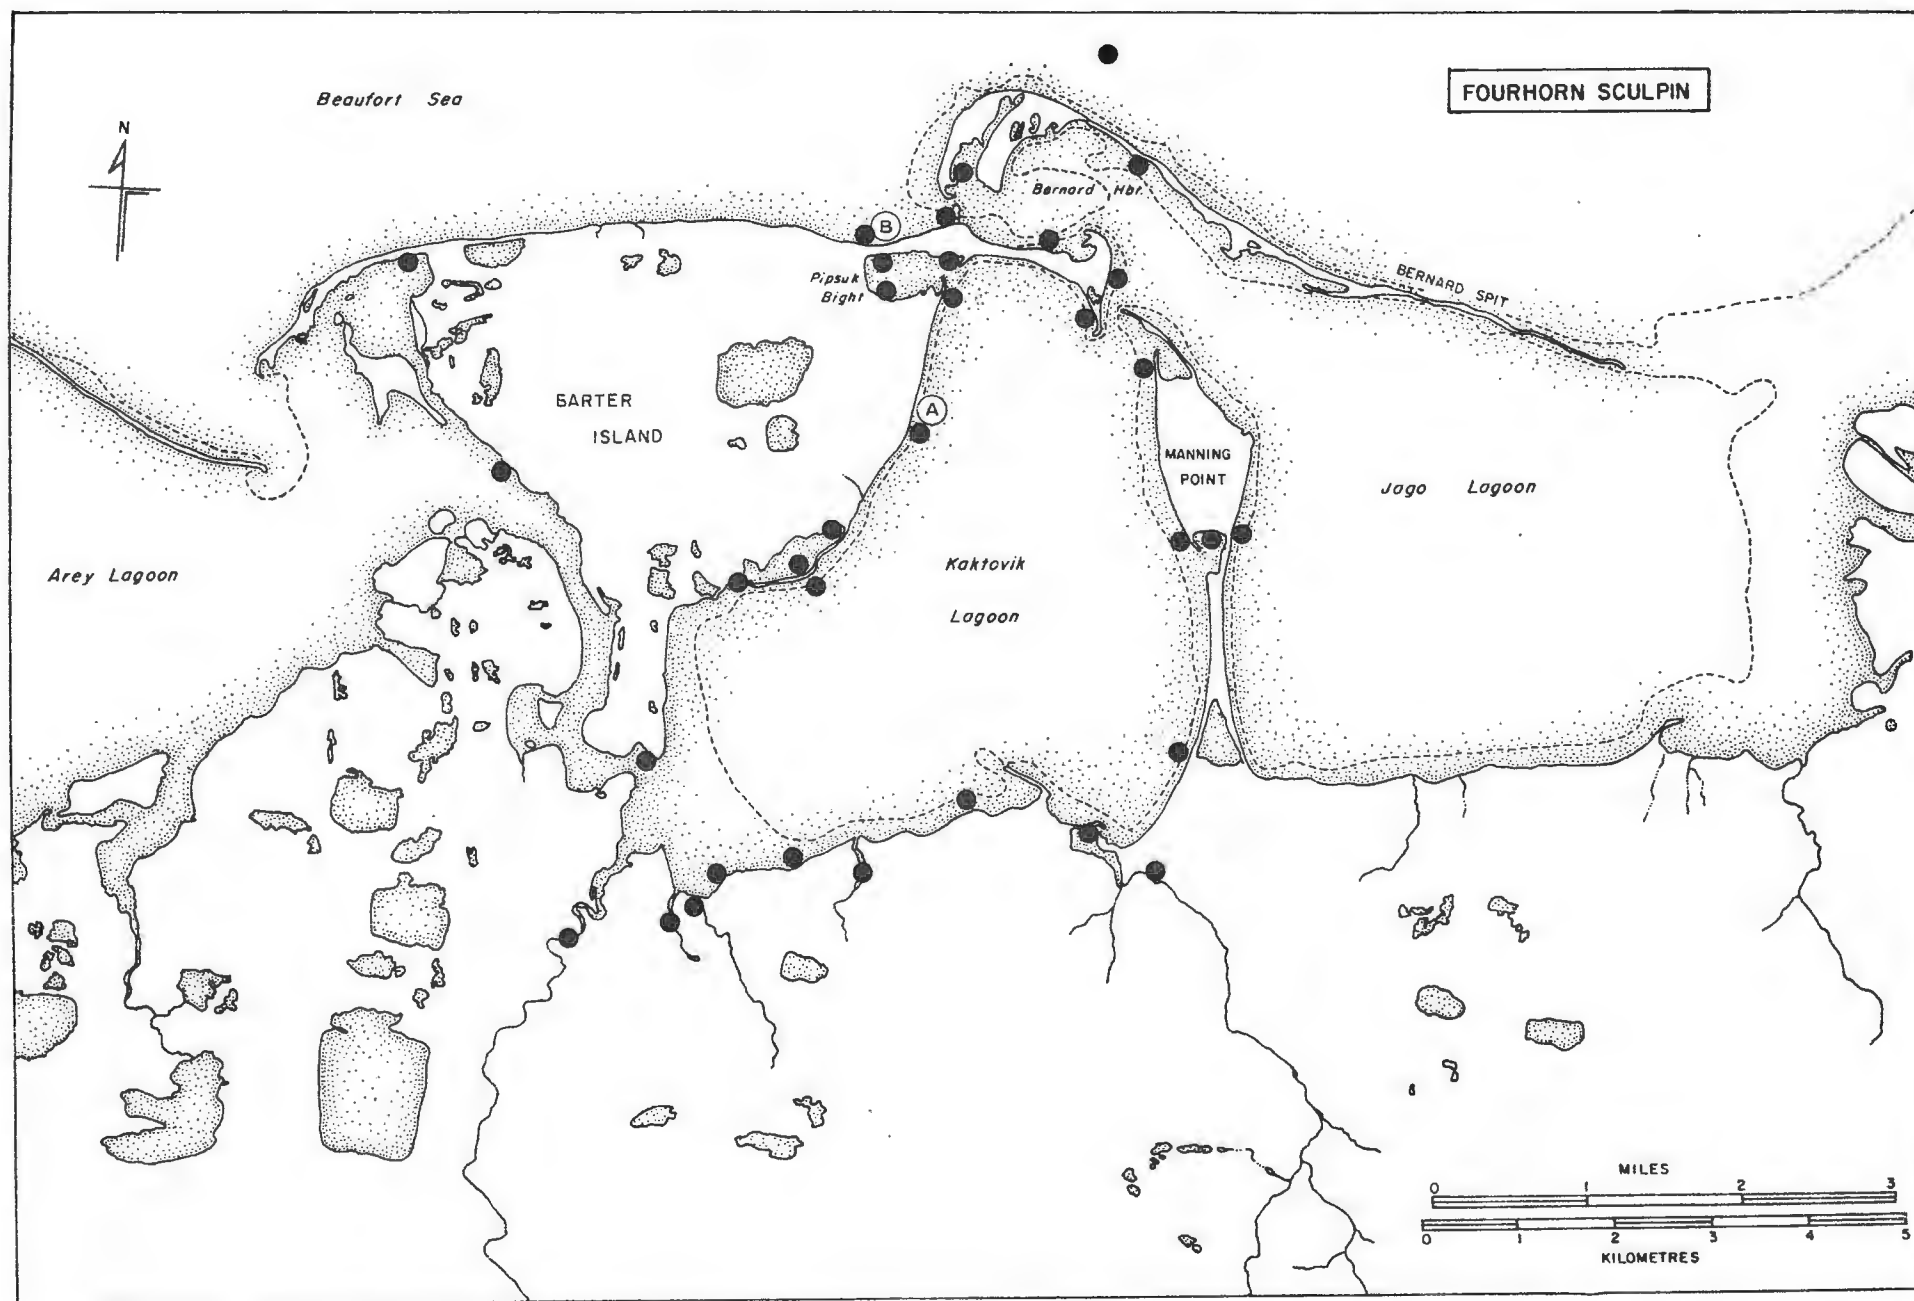 FOURHORN SCULPIN
Beaufort Sea
N
Bernard Hbr.
B
Pipsuk
Bight
BERNARD SPIT
BARTER
ISLAND
A
MANNING
POINT
Jago Lagoon
Arey Lagoon
Kaktovik
Lagoon
MILES
0 1 2 3
0 1 2 3 4 5
KILOMETRES